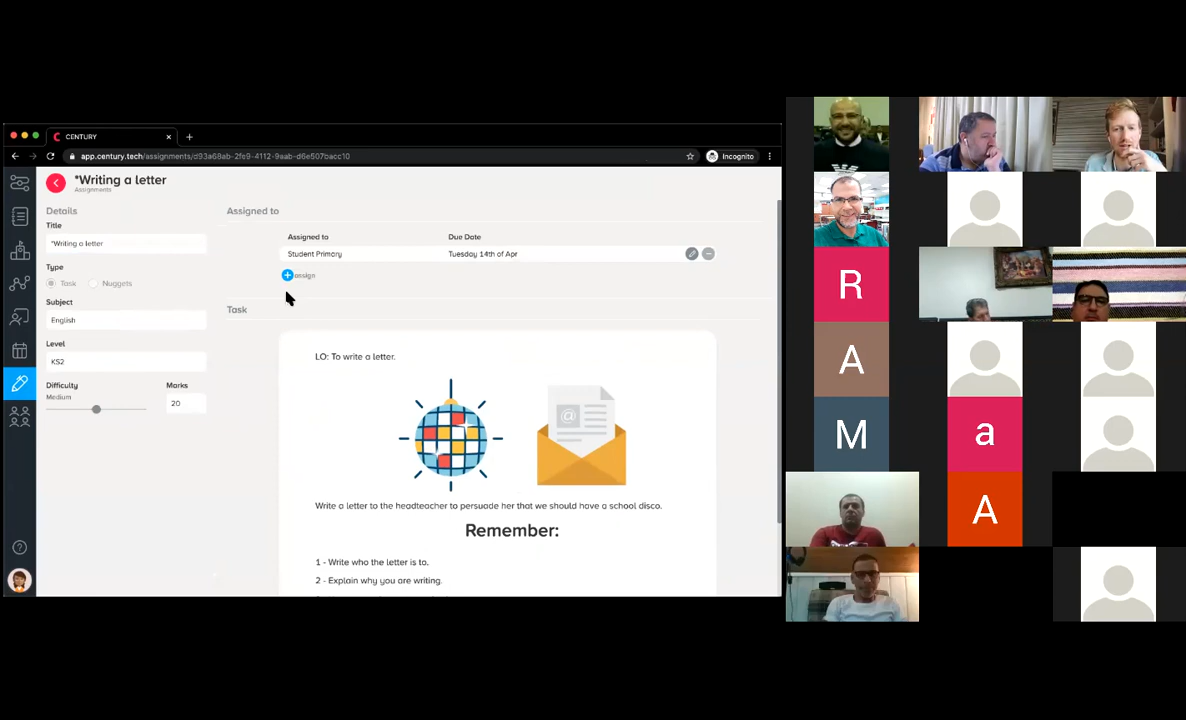 CENTURY
app.century.tech/assignments/d93a68ab-2fe9-4112-9aab-d6e507bacc10
Incognito
*Writing a letter
Assignments
Details
Title
*Writing a letter
Type
Task
Nuggets
Subject
English
Level
KS2
Difficulty
Marks
Medium
20
Assigned to
Assigned to
Due Date
Student Primary
Tuesday 14th of Apr
assign
Task
LO: To write a letter.
@
Write a letter to the headteacher to persuade her that we should have a school disco.
Remember:
1 - Write who the letter is to.
2 - Explain why you are writing.
R
A
M
a
A